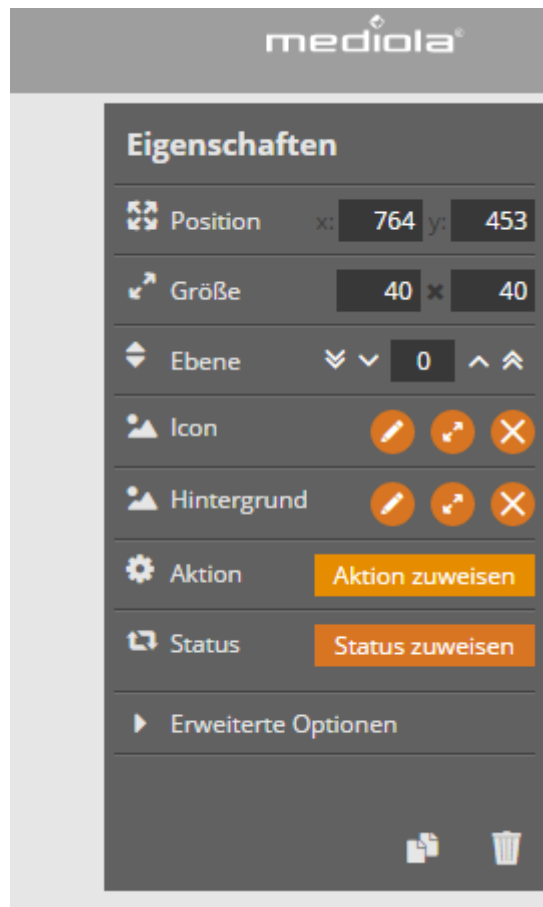 mediola®
Eigenschaften
Position x: 764 y: 453
Größe 40 × 40
Ebene 0
Icon
Hintergrund
Aktion Aktion zuweisen
Status Status zuweisen
Erweiterte Optionen